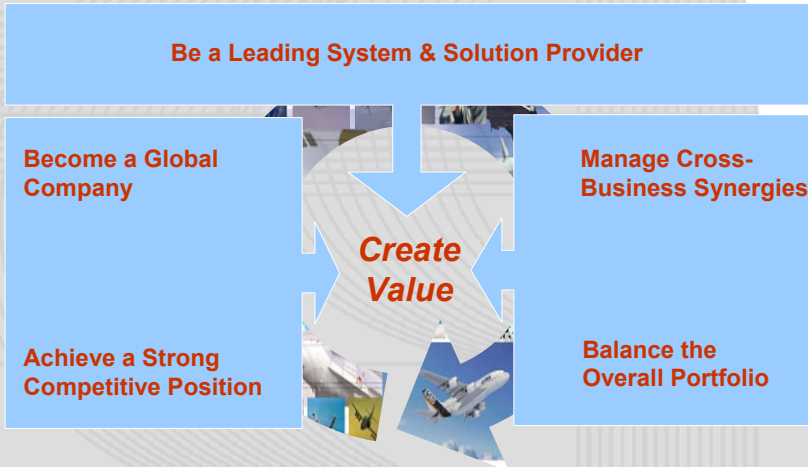 Be a Leading System & Solution Provider
Become a Global
Company
Manage Cross-
Business Synergies
Create
Value
Achieve a Strong
Competitive Position
Balance the
Overall Portfolio